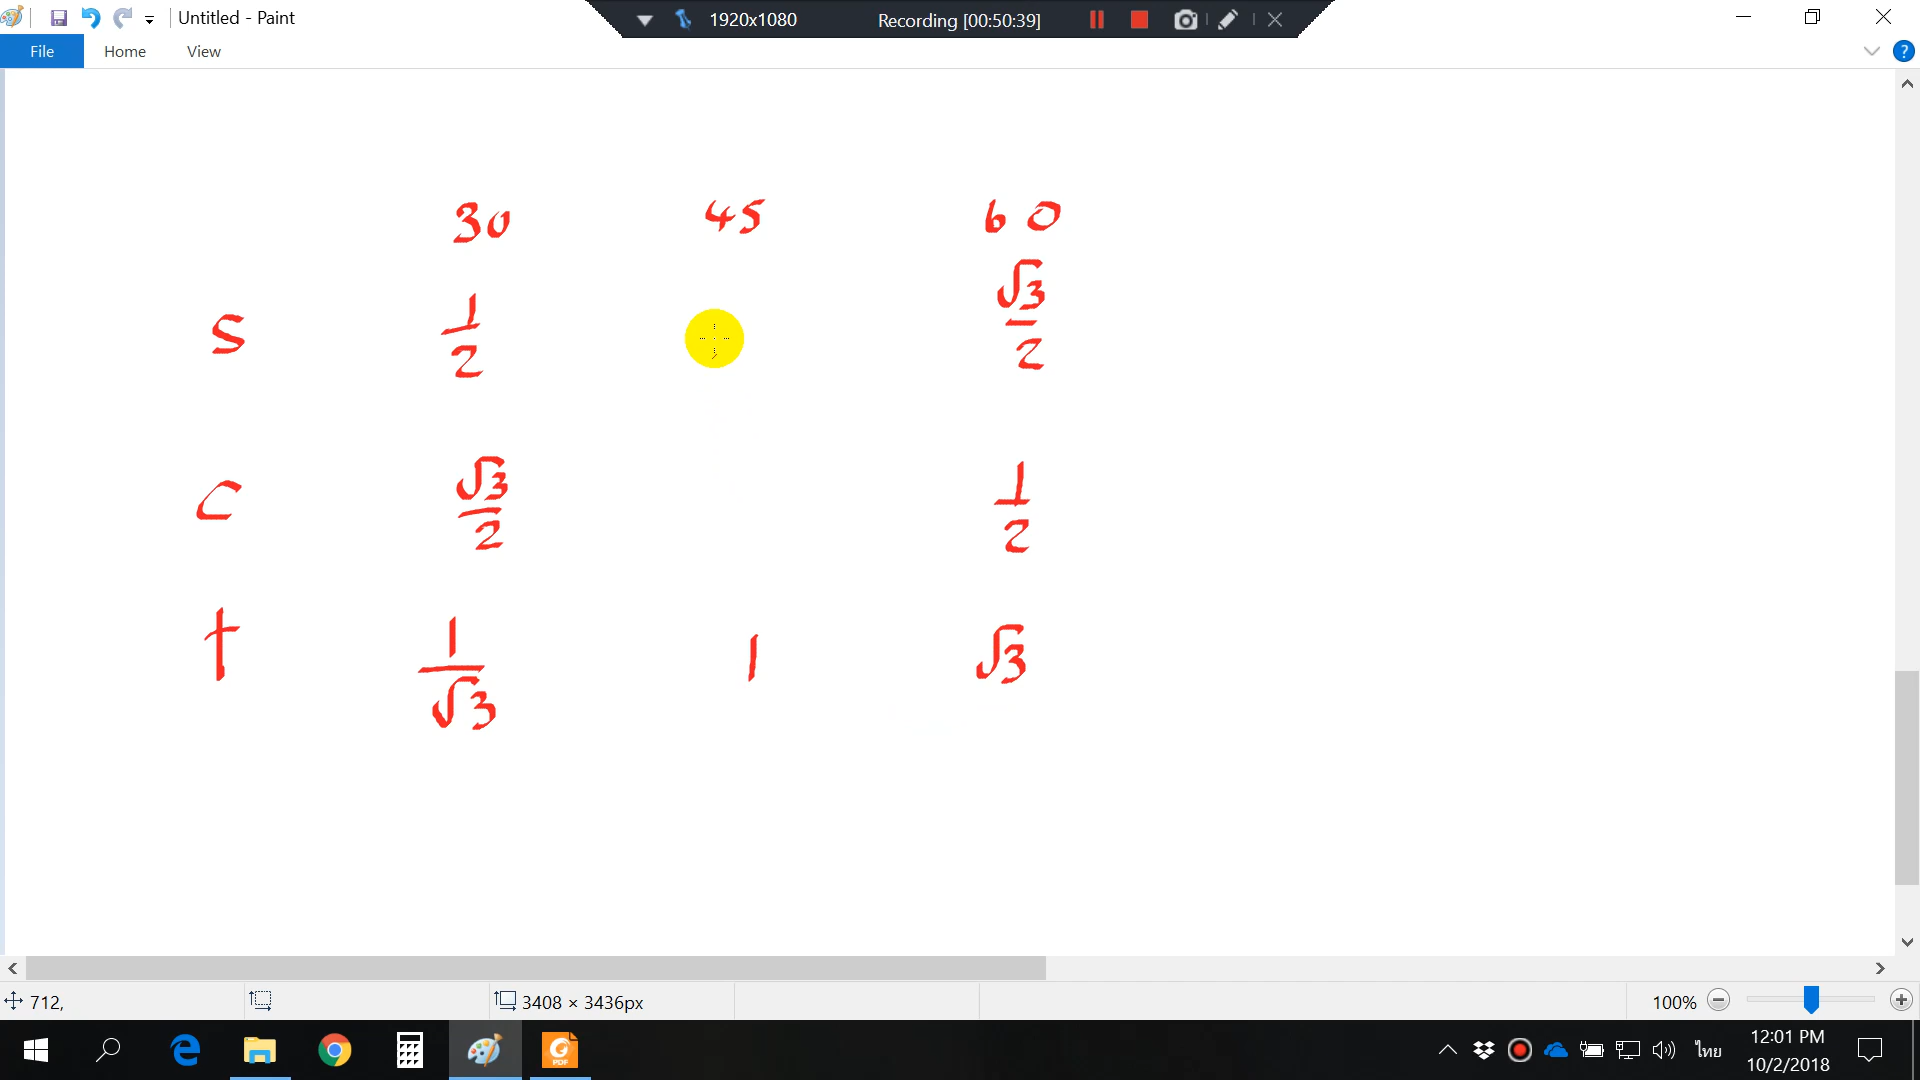 Untitled - Paint
1920x1080
Recording [00:50:39]
File
Home
View
?
30 45 60
S 1/2 √3/2
C √3/2 1/2
t 1/√3 1 √3
712,
3408 × 3436px
100%
PDF
ไทย
12:01 PM
10/2/2018